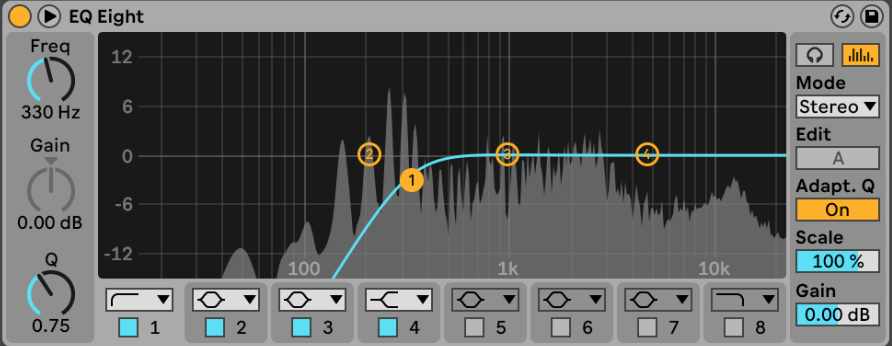 EQ Eight
Freq
330 Hz
Gain
0.00 dB
Q
0.75
12
6
0
-6
-12
100
1k
10k
1
2
3
4
1
2
3
4
5
6
7
8
Mode
Stereo
Edit
A
Adapt. Q
On
Scale
100 %
Gain
0.00 dB